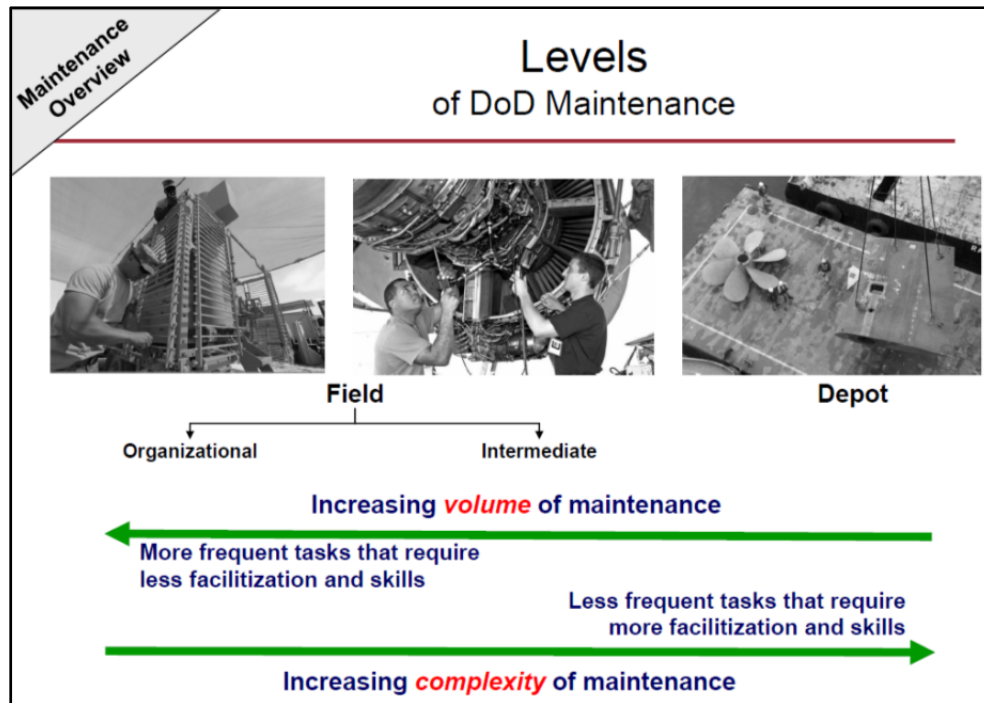 Maintenance
Overview
Levels
of DoD Maintenance
Field
Depot
Organizational
Intermediate
Increasing volume of maintenance
More frequent tasks that require
less facilitization and skills
Less frequent tasks that require
more facilitization and skills
Increasing complexity of maintenance